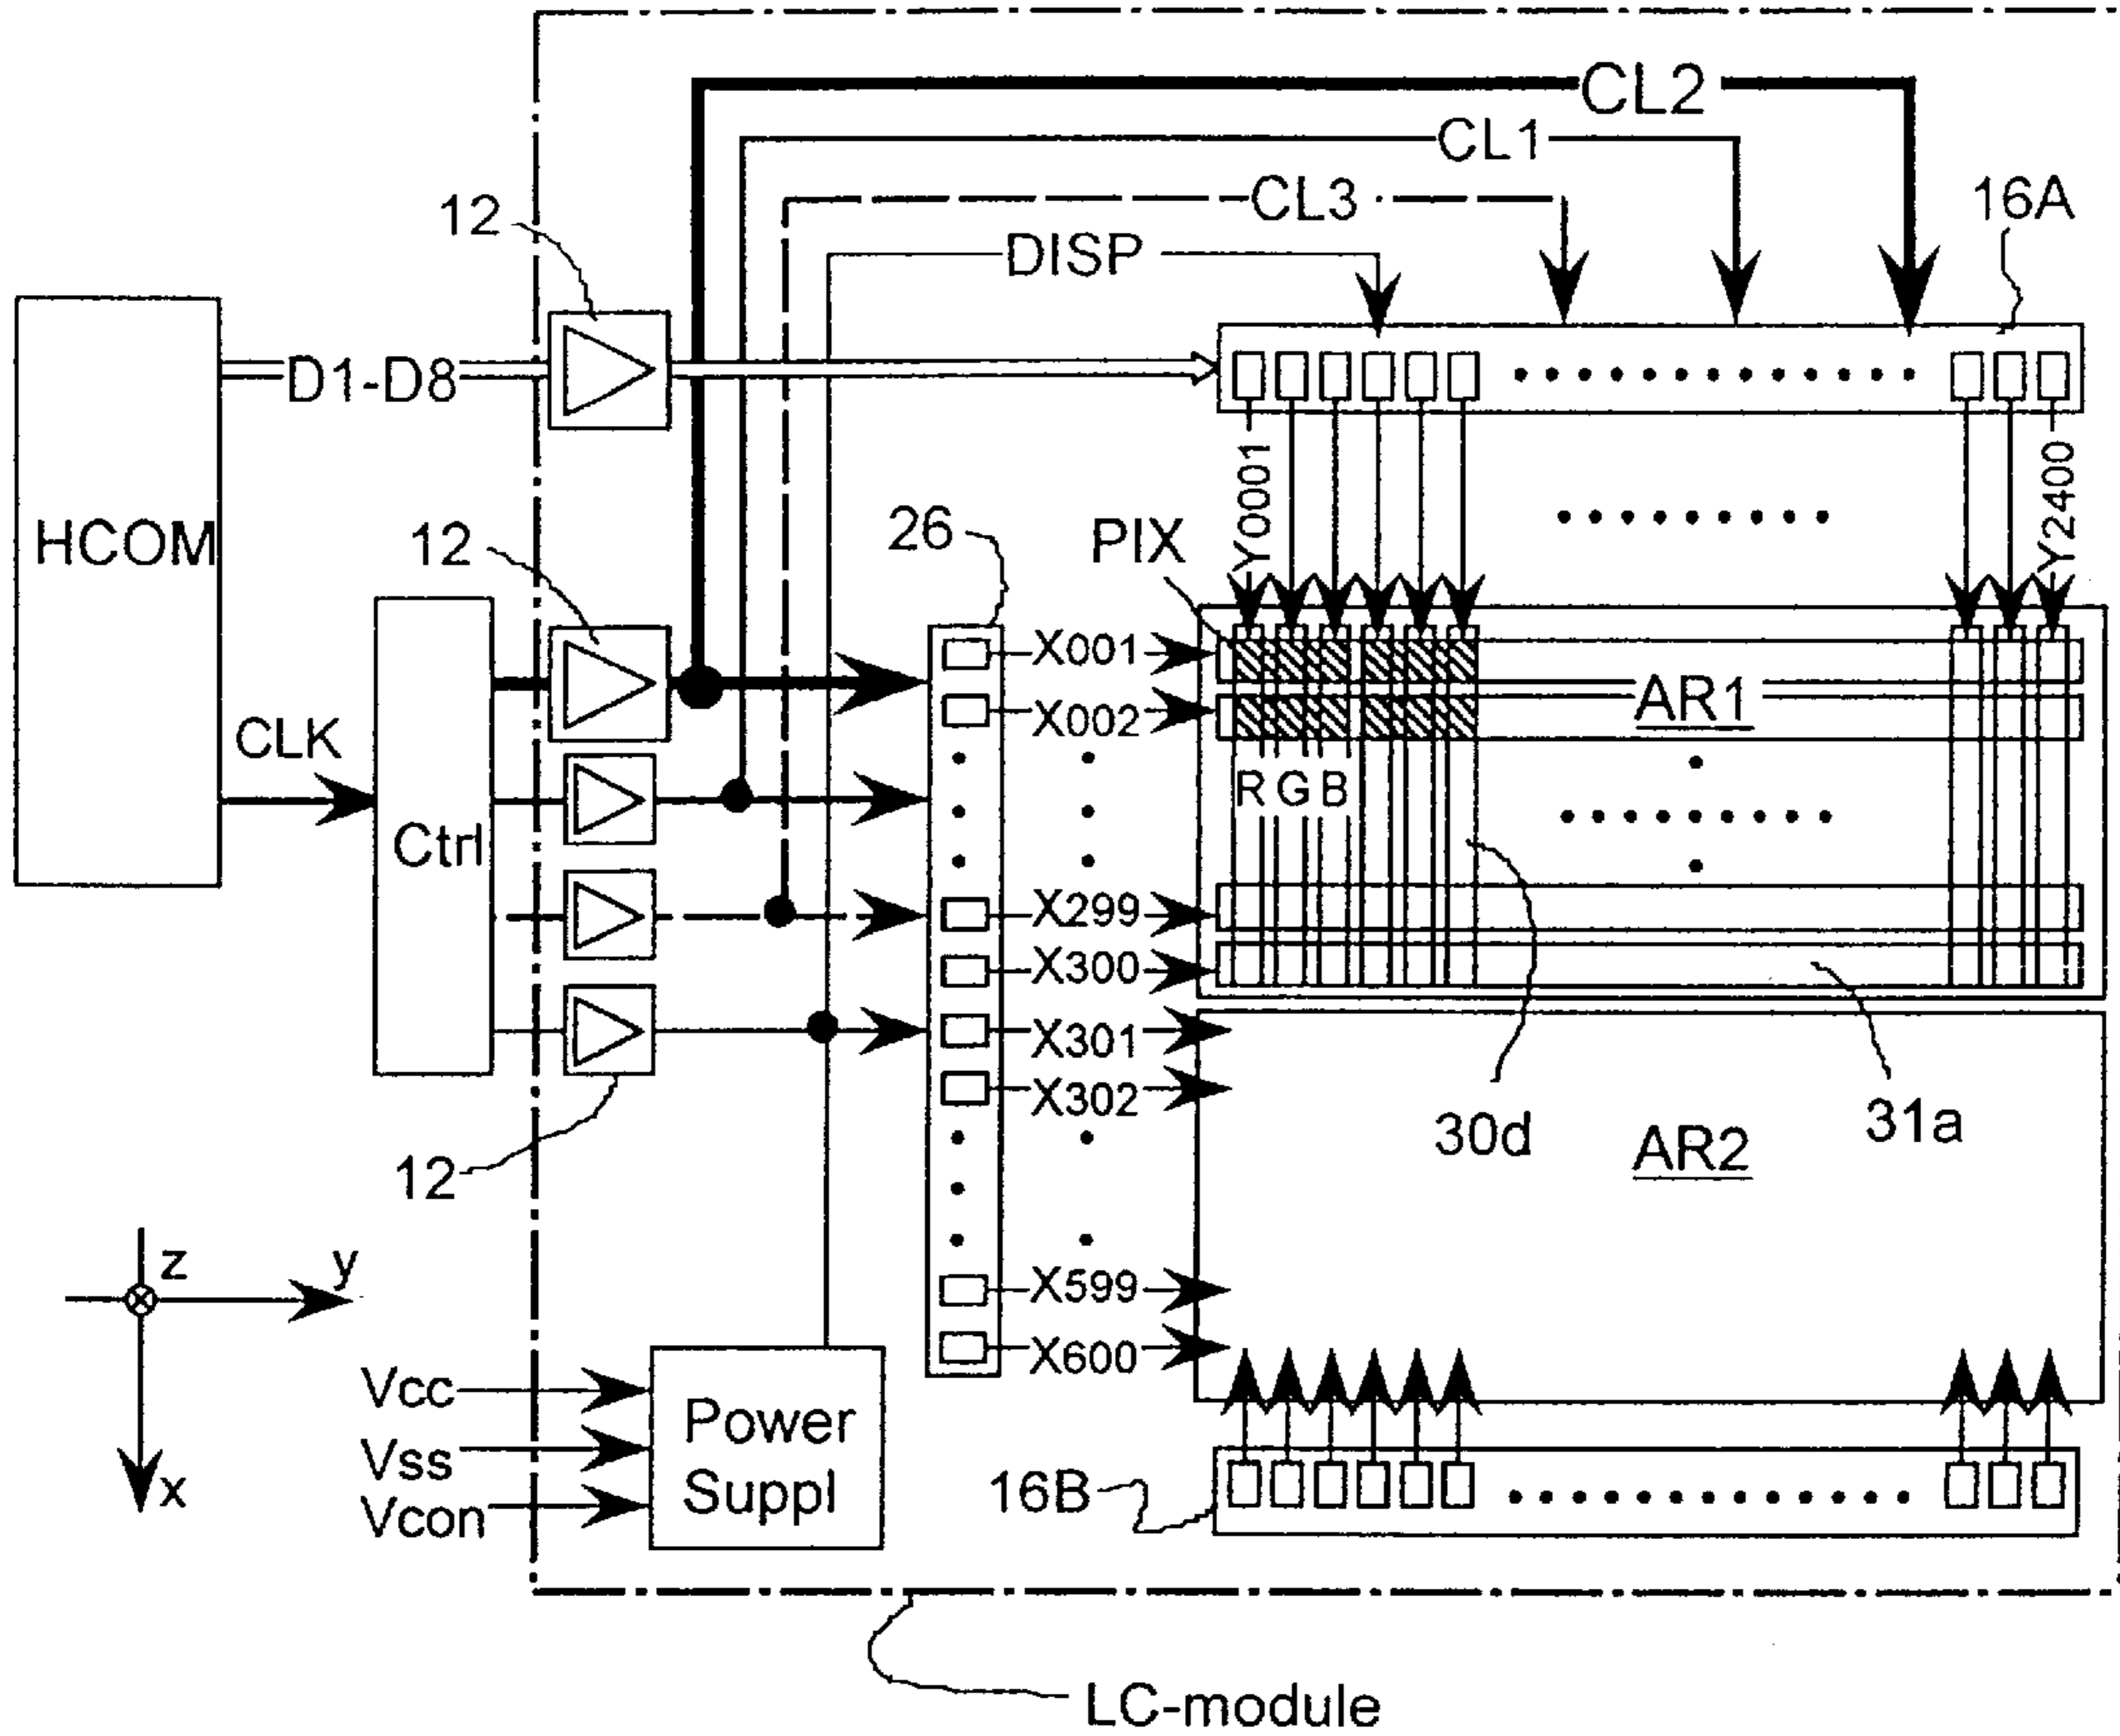 CL2
CL1
CL3
16A
12
DISP
D1-D8
HCOM
12
26
PIX
Y0001
Y2400
X001
X002
AR1
CLK
R G B
Ctrl
X299
X300
X301
X302
30d
31a
AR2
12
z
y
x
X599
X600
Vcc
Vss
Vcon
Power
Suppl
16B
LC-module